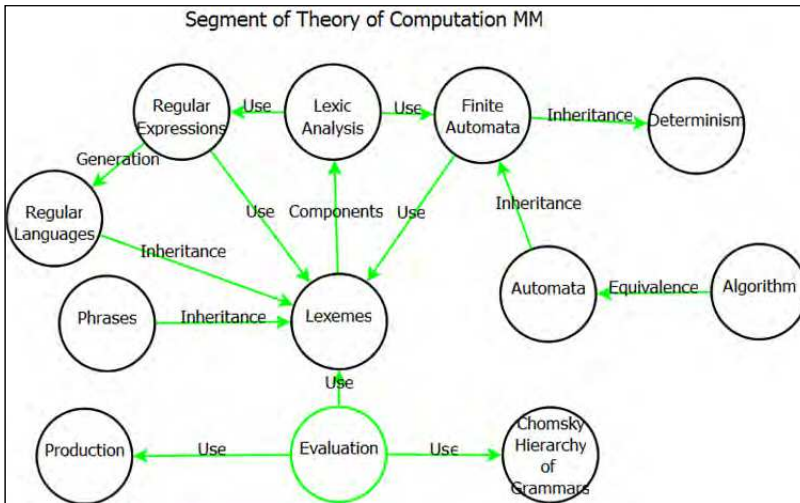 Segment of Theory of Computation MM
Regular
Expressions
Use
Lexic
Analysis
Use
Finite
Automata
Inheritance
Determinism
Generation
Regular
Languages
Use
Components
Use
Inheritance
Inheritance
Phrases
Inheritance
Lexemes
Automata
Equivalence
Algorithm
Use
Production
Use
Evaluation
Use
Chomsky
Hierarchy
of
Grammars